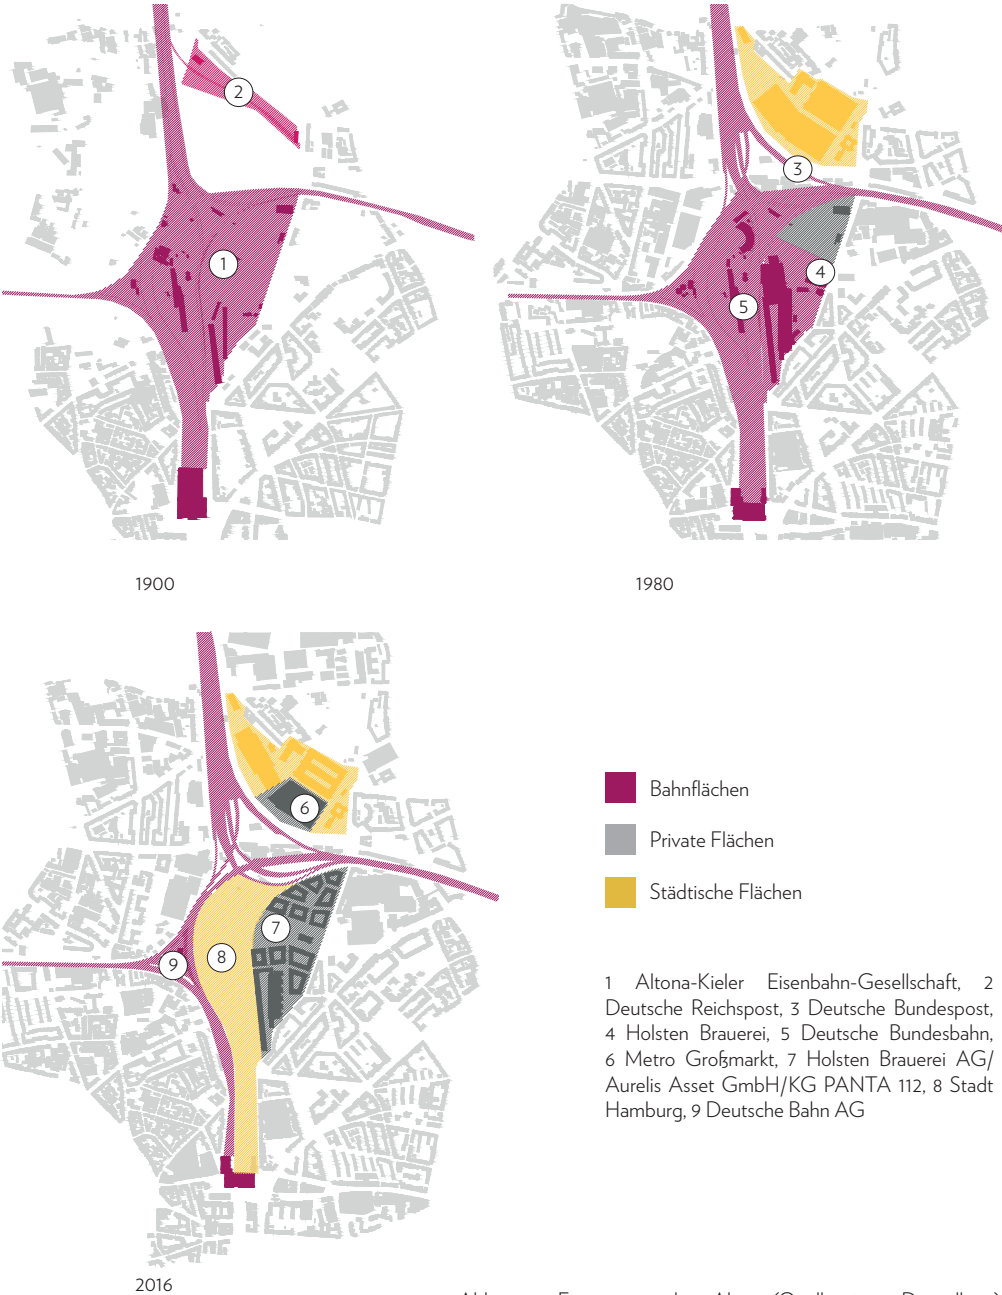 2
1
3
4
5
1900
1980
6
7
8
9
Bahnflächen
Private Flächen
Städtische Flächen
1 Altona-Kieler Eisenbahn-Gesellschaft, 2
Deutsche Reichspost, 3 Deutsche Bundespost,
4 Holsten Brauerei, 5 Deutsche Bundesbahn,
6 Metro Großmarkt, 7 Holsten Brauerei AG/
Aurelis Asset GmbH/KG PANTA 112, 8 Stadt
Hamburg, 9 Deutsche Bahn AG
2016